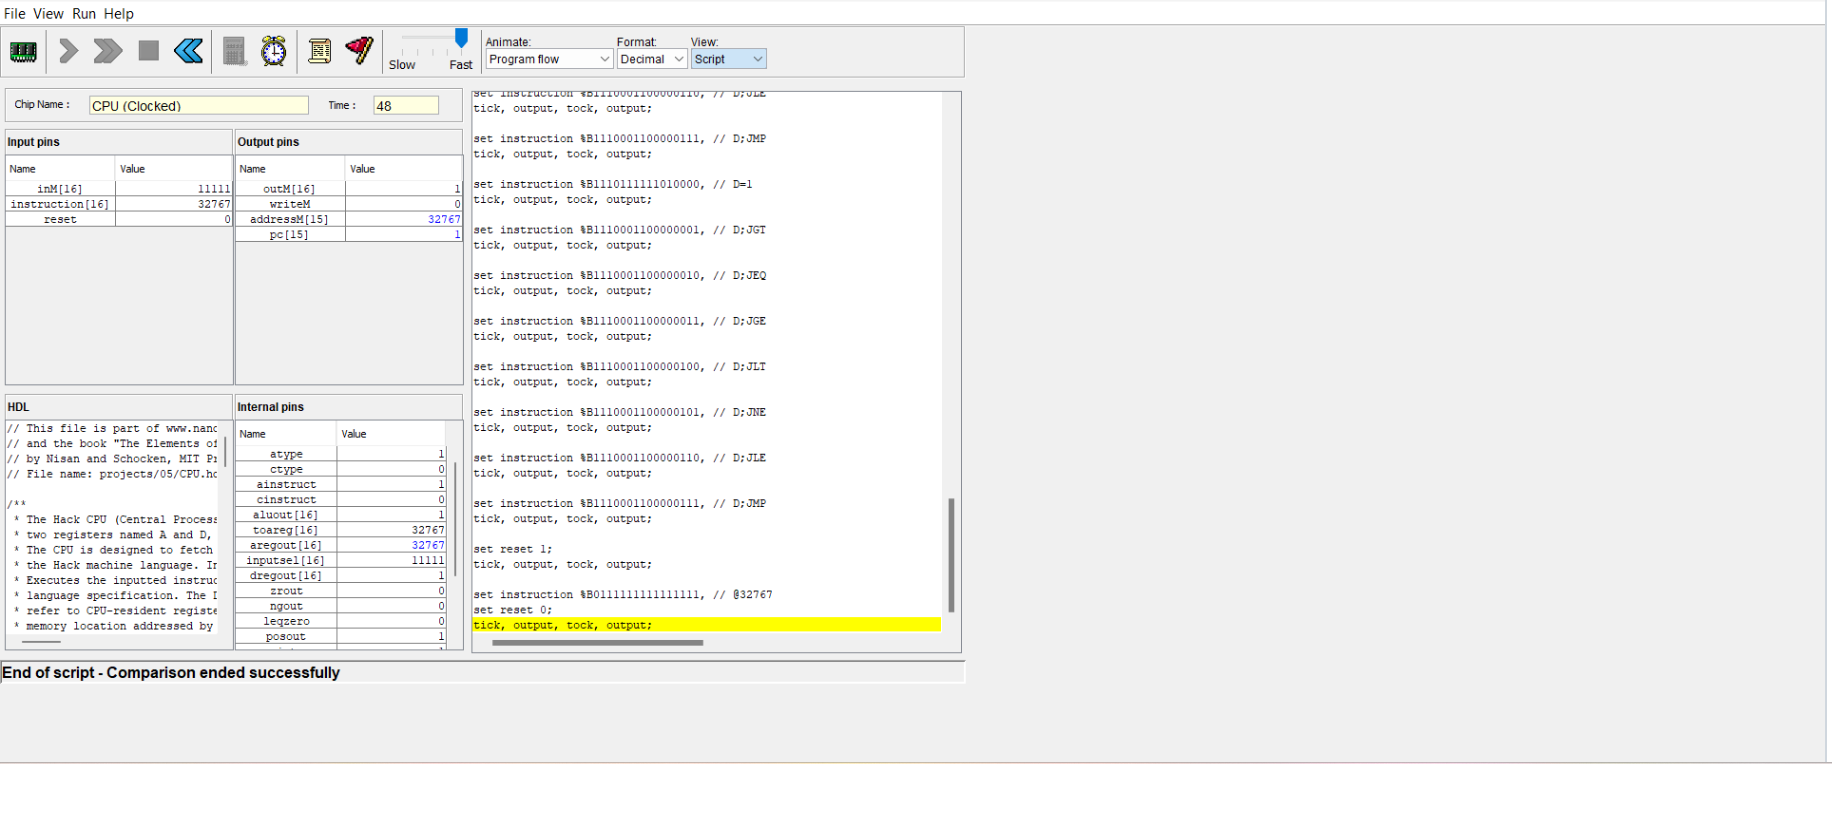 File View Run Help
Slow Fast
Animate: Format: View:
Program flow Decimal Script
Chip Name : CPU (Clocked) Time : 48
Input pins
Name Value
inM[16] 11111
instruction[16] 32767
reset 0
Output pins
Name Value
outM[16] 1
writeM 0
addressM[15] 32767
pc[15] 1
HDL
// This file is part of www.nanc
// and the book "The Elements of
// by Nisan and Schocken, MIT Pr
// File name: projects/05/CPU.hc
/**
* The Hack CPU (Central Process
* two registers named A and D,
* The CPU is designed to fetch
* the Hack machine language. In
* Executes the inputted instruc
* language specification. The D
* refer to CPU-resident registe
* memory location addressed by
Internal pins
Name Value
atype 1
ctype 0
ainstruct 1
cinstruct 0
aluout[16] 1
toareg[16] 32767
aregout[16] 32767
inputsel[16] 11111
dregout[16] 1
zrout 0
ngout 0
leqzero 0
posout 1
set instruction %B1110001100000110, // D;JLE
tick, output, tock, output;
set instruction %B1110001100000111, // D;JMP
tick, output, tock, output;
set instruction %B1110111111010000, // D=1
tick, output, tock, output;
set instruction %B1110001100000001, // D;JGT
tick, output, tock, output;
set instruction %B1110001100000010, // D;JEQ
tick, output, tock, output;
set instruction %B1110001100000011, // D;JGE
tick, output, tock, output;
set instruction %B1110001100000100, // D;JLT
tick, output, tock, output;
set instruction %B1110001100000101, // D;JNE
tick, output, tock, output;
set instruction %B1110001100000110, // D;JLE
tick, output, tock, output;
set instruction %B1110001100000111, // D;JMP
tick, output, tock, output;
set reset 1;
tick, output, tock, output;
set instruction %B0111111111111111, // @32767
set reset 0;
tick, output, tock, output;
End of script - Comparison ended successfully